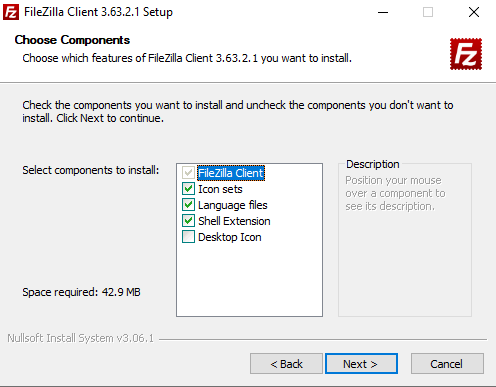 FileZilla Client 3.63.2.1 Setup
Choose Components
Choose which features of FileZilla Client 3.63.2.1 you want to install.
Fz
Check the components you want to install and uncheck the components you don't want to
install. Click Next to continue.
Select components to install:
FileZilla Client
Icon sets
Language files
Shell Extension
Desktop Icon
Description
Position your mouse
over a component to
see its description.
Space required: 42.9 MB
Nullsoft Install System v3.06.1
< Back
Next >
Cancel